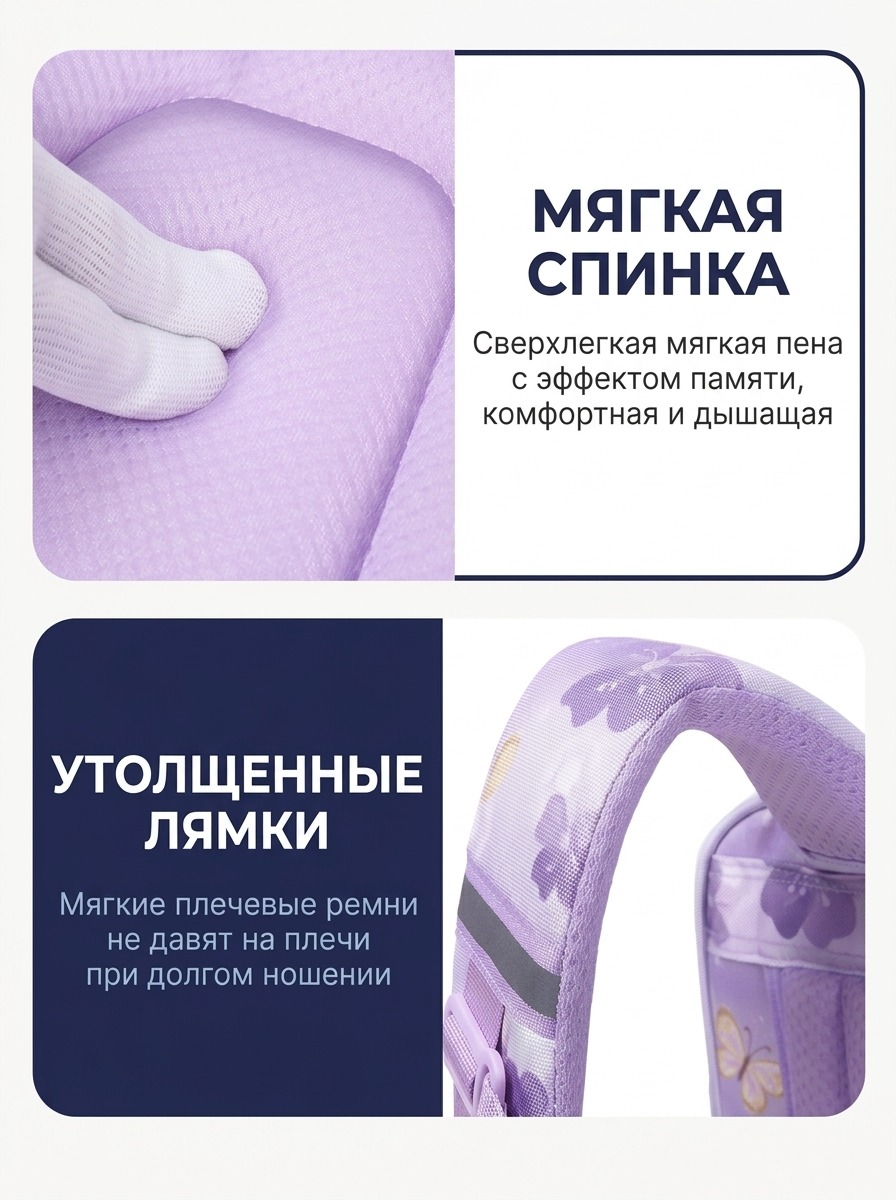 МЯГКАЯ
СПИНКА
Сверхлегкая мягкая пена
с эффектом памяти,
комфортная и дышащая
УТОЛЩЕННЫЕ
ЛЯМКИ
Мягкие плечевые ремни
не давят на плечи
при долгом ношении